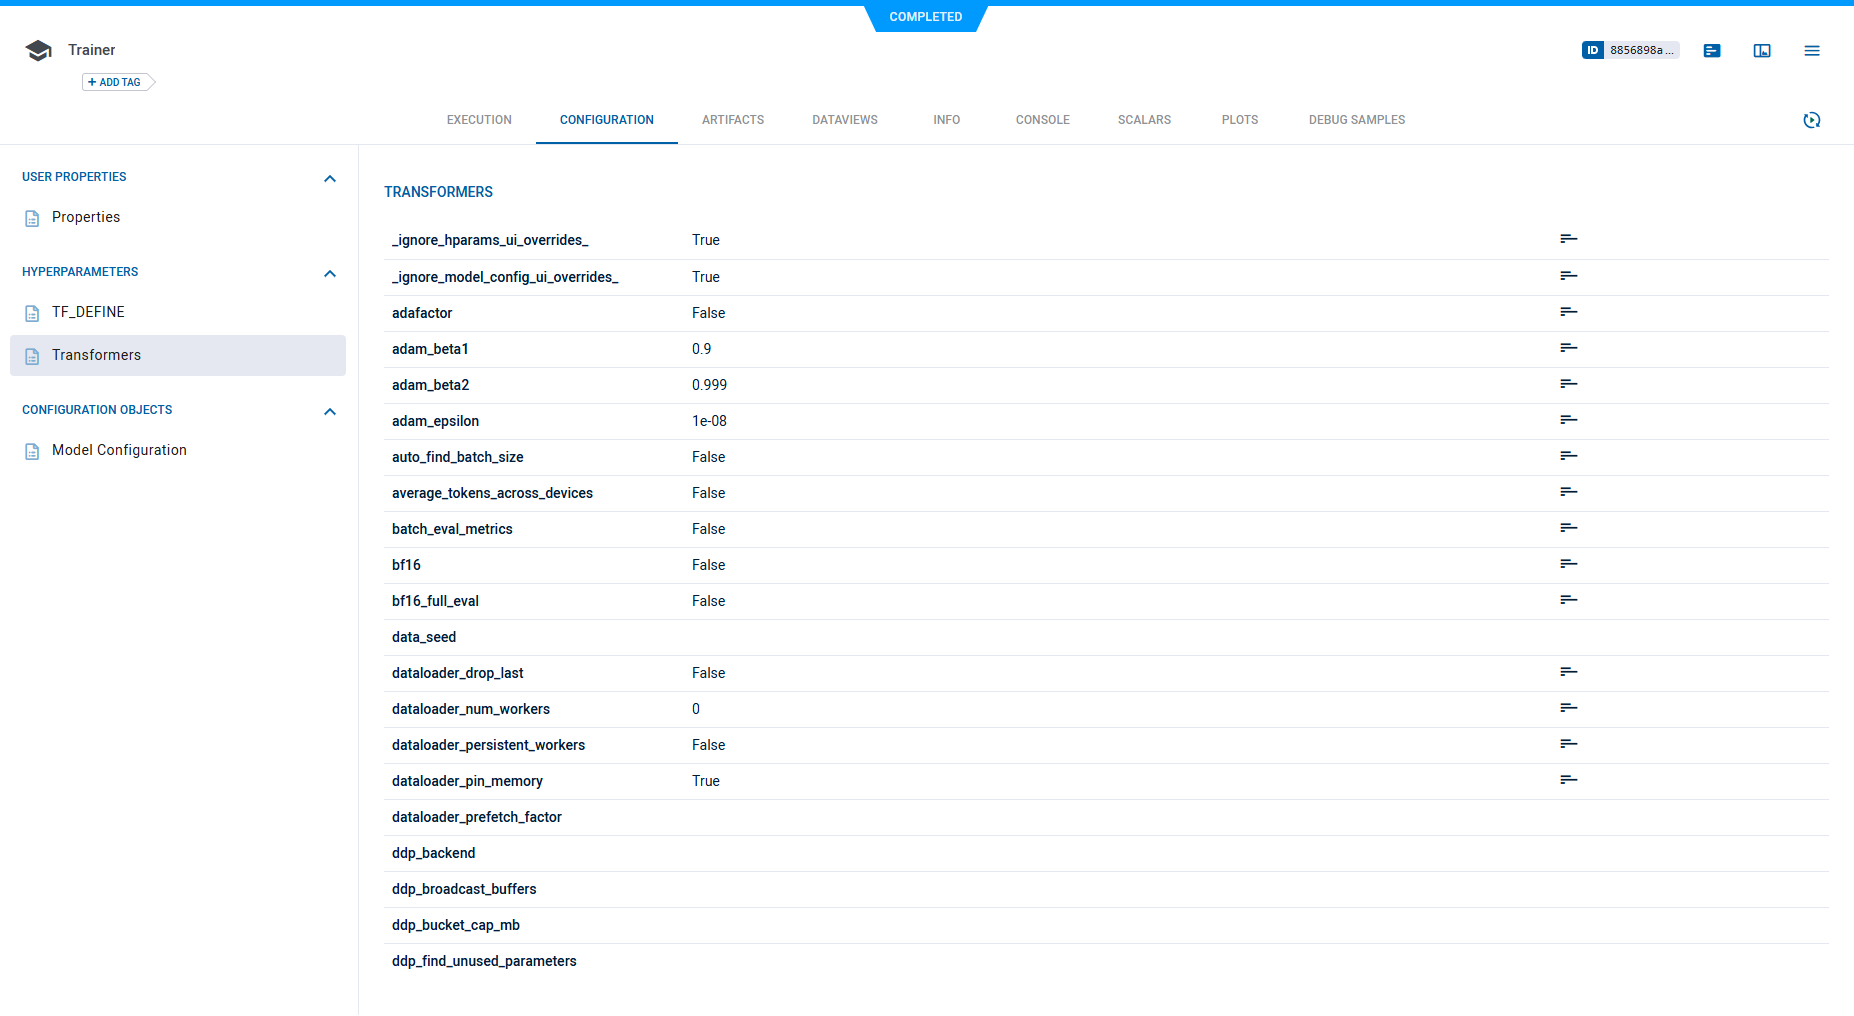 COMPLETED
Trainer
ID 8856898a...
+ ADD TAG
EXECUTION CONFIGURATION ARTIFACTS DATAVIEWS INFO CONSOLE SCALARS PLOTS DEBUG SAMPLES
USER PROPERTIES
Properties
HYPERPARAMETERS
TF_DEFINE
Transformers
CONFIGURATION OBJECTS
Model Configuration
TRANSFORMERS
_ignore_hparams_ui_overrides_ True
_ignore_model_config_ui_overrides_ True
adafactor False
adam_beta1 0.9
adam_beta2 0.999
adam_epsilon 1e-08
auto_find_batch_size False
average_tokens_across_devices False
batch_eval_metrics False
bf16 False
bf16_full_eval False
data_seed
dataloader_drop_last False
dataloader_num_workers 0
dataloader_persistent_workers False
dataloader_pin_memory True
dataloader_prefetch_factor
ddp_backend
ddp_broadcast_buffers
ddp_bucket_cap_mb
ddp_find_unused_parameters